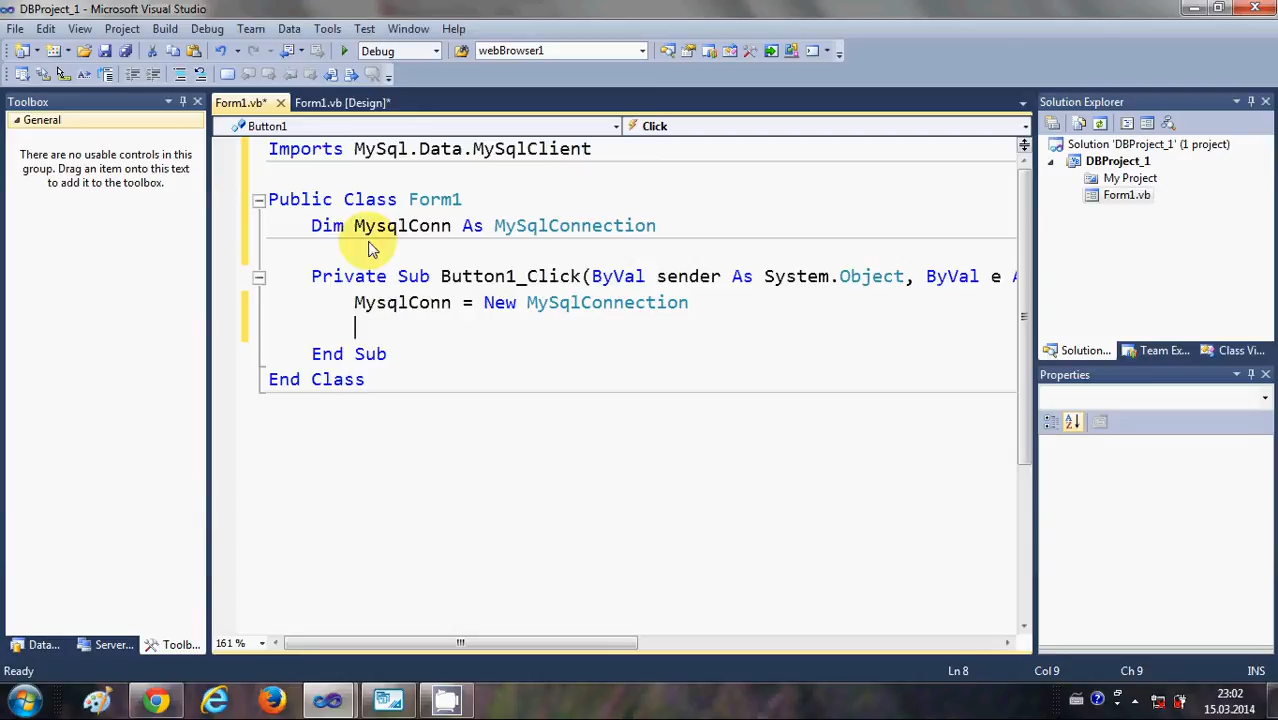 DBProject_1 - Microsoft Visual Studio
File Edit View Project Build Debug Team Data Tools Test Window Help
Debug webBrowser1
Toolbox
General
There are no usable controls in this
group. Drag an item onto this text
to add it to the toolbox.
Data... Server... Toolb...
Form1.vb* Form1.vb [Design]*
Button1 Click
Imports MySql.Data.MySqlClient
Public Class Form1
Dim MysqlConn As MySqlConnection
Private Sub Button1_Click(ByVal sender As System.Object, ByVal e A
MysqlConn = New MySqlConnection
End Sub
End Class
161 %
Solution Explorer
Solution 'DBProject_1' (1 project)
DBProject_1
My Project
Form1.vb
Solution... Team Ex... Class Vi...
Properties
Ready Ln 8 Col 9 Ch 9 INS
23:02
15.03.2014